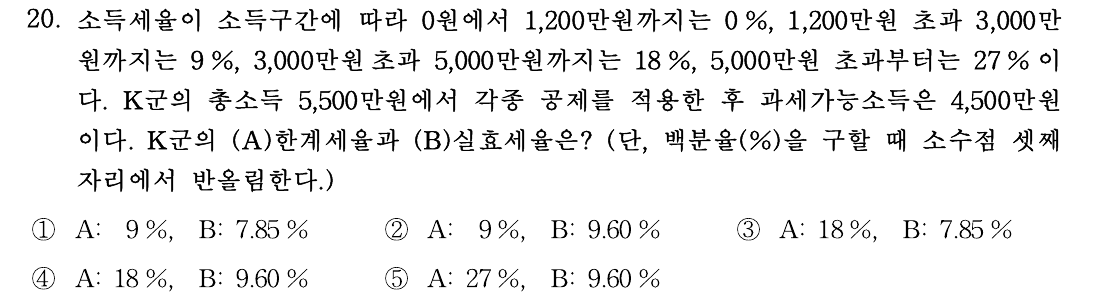 20. 소득세율이 소득구간에 따라 0원에서 1,200만원까지는 0 %, 1,200만원 초과 3,000만
원까지는 9 %, 3,000만원 초과 5,000만원까지는 18 %, 5,000만원 초과부터는 27 % 이
다. K군의 총소득 5,500만원에서 각종 공제를 적용한 후 과세가능소득은 4,500만원
이다. K군의 (A)한계세율과 (B)실효세율은? (단, 백분율(%)을 구할 때 소수점 셋째
자리에서 반올림한다.)
① A: 9 %, B: 7.85 % ② A: 9 %, B: 9.60 % ③ A: 18 %, B: 7.85 %
④ A: 18 %, B: 9.60 % ⑤ A: 27 %, B: 9.60 %